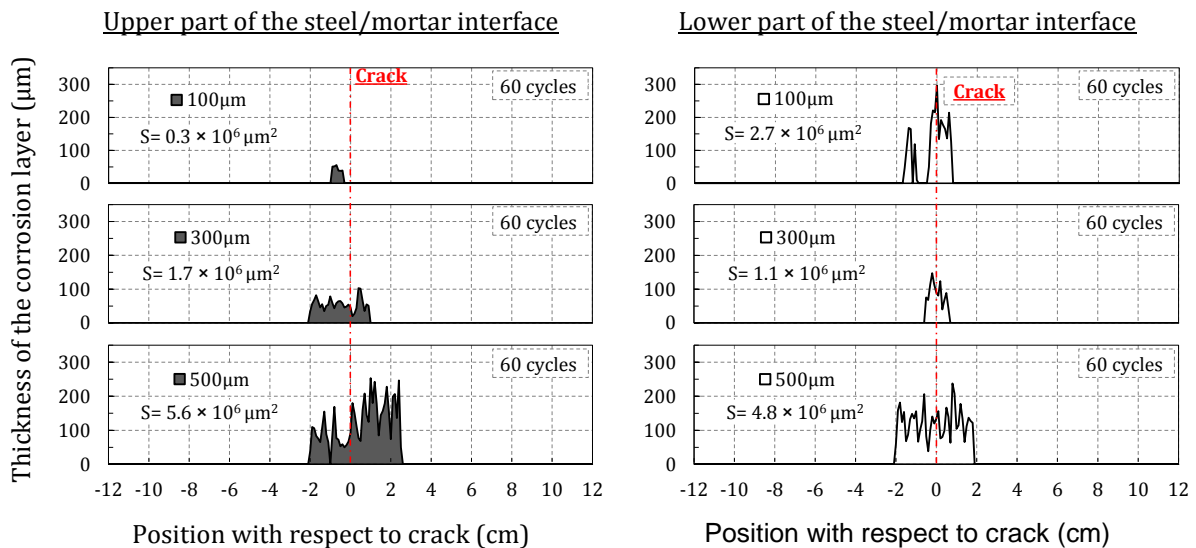 Upper part of the steel/mortar interface
Lower part of the steel/mortar interface
Thickness of the corrosion layer (μm)
300
200
100
0
Crack
60 cycles
100μm
S= 0.3 × 10⁶ μm²
300
200
100
0
60 cycles
300μm
S= 1.7 × 10⁶ μm²
300
200
100
0
60 cycles
500μm
S= 5.6 × 10⁶ μm²
-12 -10 -8 -6 -4 -2 0 2 4 6 8 10 12
Position with respect to crack (cm)
300
200
100
0
Crack
60 cycles
100μm
S= 2.7 × 10⁶ μm²
300
200
100
0
60 cycles
300μm
S= 1.1 × 10⁶ μm²
300
200
100
0
60 cycles
500μm
S= 4.8 × 10⁶ μm²
-12 -10 -8 -6 -4 -2 0 2 4 6 8 10 12
Position with respect to crack (cm)